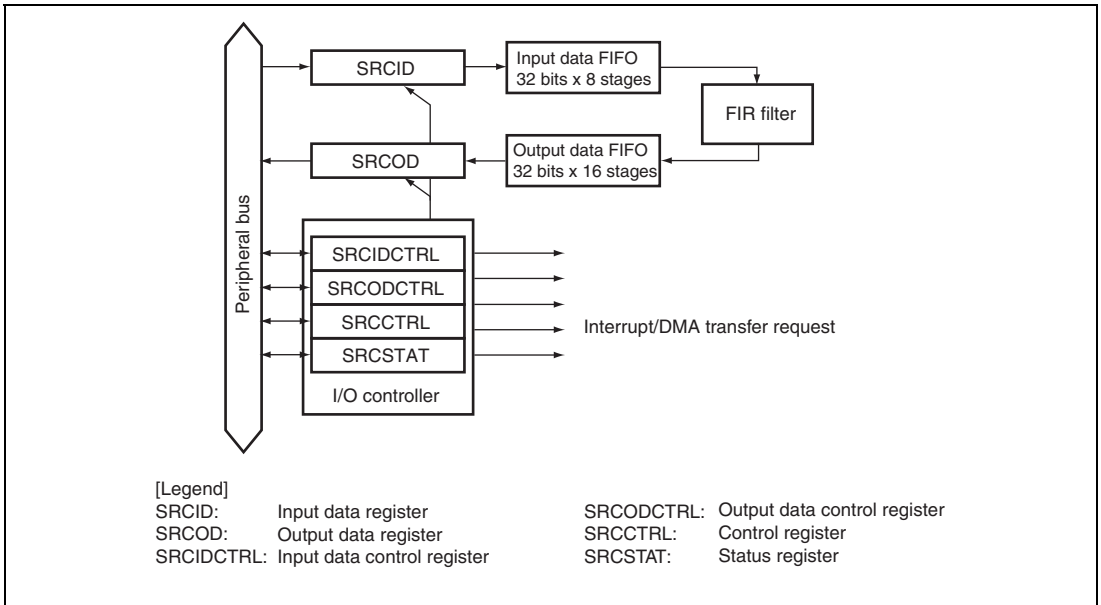 SRCID
Input data FIFO
32 bits x 8 stages
FIR filter
SRCOD
Output data FIFO
32 bits x 16 stages
Peripheral bus
SRCIDCTRL
SRCODCTRL
SRCCTRL
SRCSTAT
I/O controller
Interrupt/DMA transfer request
[Legend]
SRCID: Input data register
SRCOD: Output data register
SRCIDCTRL: Input data control register
SRCODCTRL: Output data control register
SRCCTRL: Control register
SRCSTAT: Status register